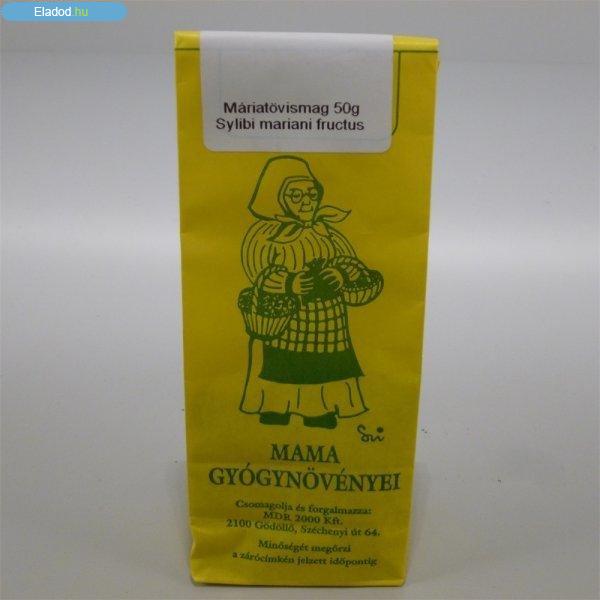 Eladod.hu
Máriatövismag 50g
Sylibi mariani fructus
Sri
MAMA
GYÓGYNÖVÉNYEI
Csomagolja és forgalmazza:
MDR 2000 Kft.
2100 Gödöllő, Széchenyi út 64.
Minőségét megőrzi
a zárócímkén jelzett időpontig